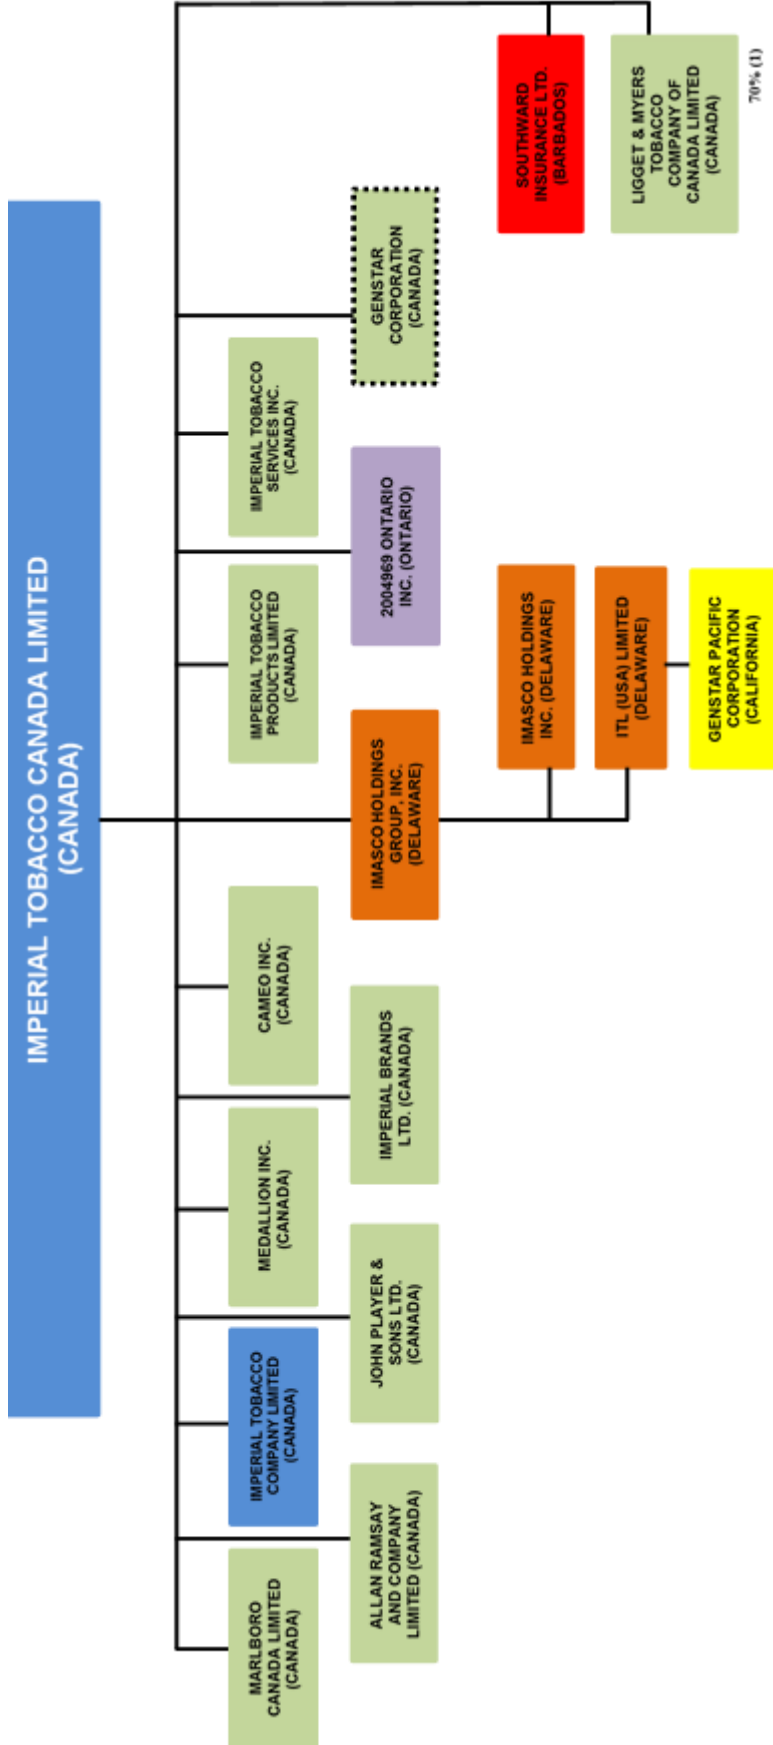 IMPERIAL TOBACCO CANADA LIMITED
(CANADA)
MARLBORO
CANADA LIMITED
(CANADA)
IMPERIAL TOBACCO
COMPANY LIMITED
(CANADA)
MEDALLION INC.
(CANADA)
CAMEO INC.
(CANADA)
IMPERIAL TOBACCO
PRODUCTS LIMITED
(CANADA)
IMPERIAL TOBACCO
SERVICES INC.
(CANADA)
ALLAN RAMSAY
AND COMPANY
LIMITED (CANADA)
JOHN PLAYER &
SONS LTD.
(CANADA)
IMPERIAL BRANDS
LTD. (CANADA)
IMASCO HOLDINGS
GROUP, INC.
(DELAWARE)
2004969 ONTARIO
INC. (ONTARIO)
GENSTAR
CORPORATION
(CANADA)
IMASCO HOLDINGS
INC. (DELAWARE)
SOUTHWARD
INSURANCE LTD.
(BARBADOS)
ITL (USA) LIMITED
(DELAWARE)
LIGGET & MYERS
TOBACCO
COMPANY OF
CANADA LIMITED
(CANADA)
GENSTAR PACIFIC
CORPORATION
(CALIFORNIA)
70% (1)